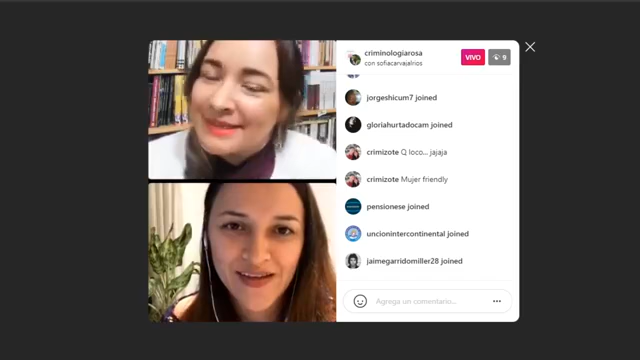 criminologiarosa
con sofiacarvajalrios
VIVO
9
jorgeshicum7 joined
gloriahurtadocam joined
crimizote Q loco... jajaja
crimizote Mujer friendly
pensionese joined
uncionintercontinental joined
jaimegarridomiller28 joined
Agrega un comentario...